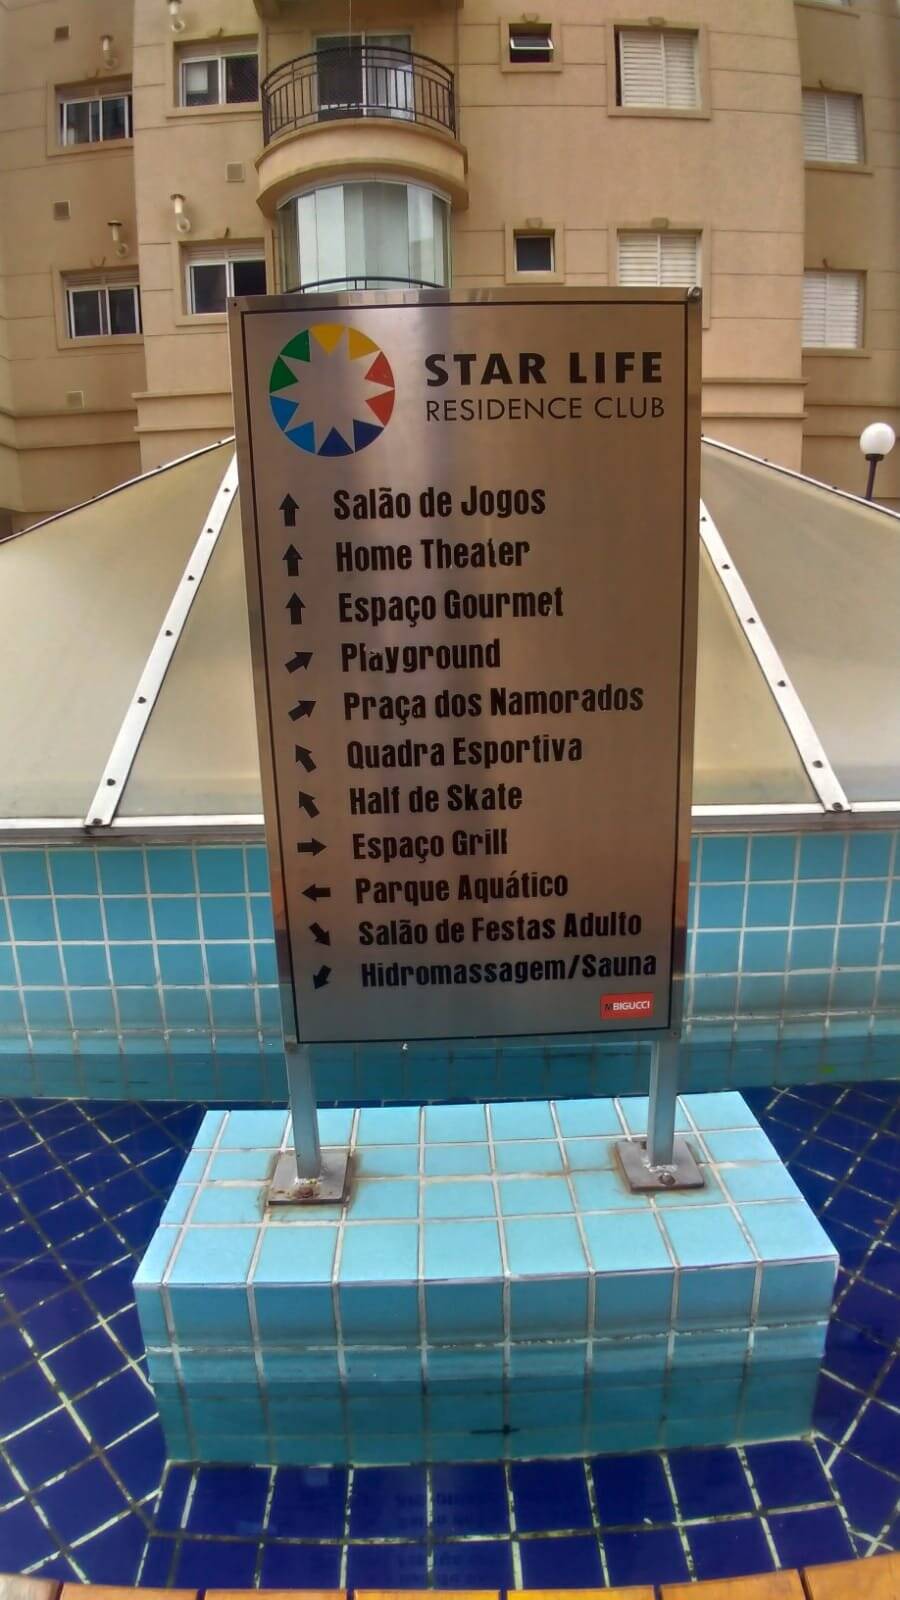 STAR LIFE
RESIDENCE CLUB
Salão de Jogos
Home Theater
Espaço Gourmet
Playground
Praça dos Namorados
Quadra Esportiva
Half de Skate
Espaço Grill
Parque Aquático
Salão de Festas Adulto
Hidromassagem/Sauna
MBIGUCCI